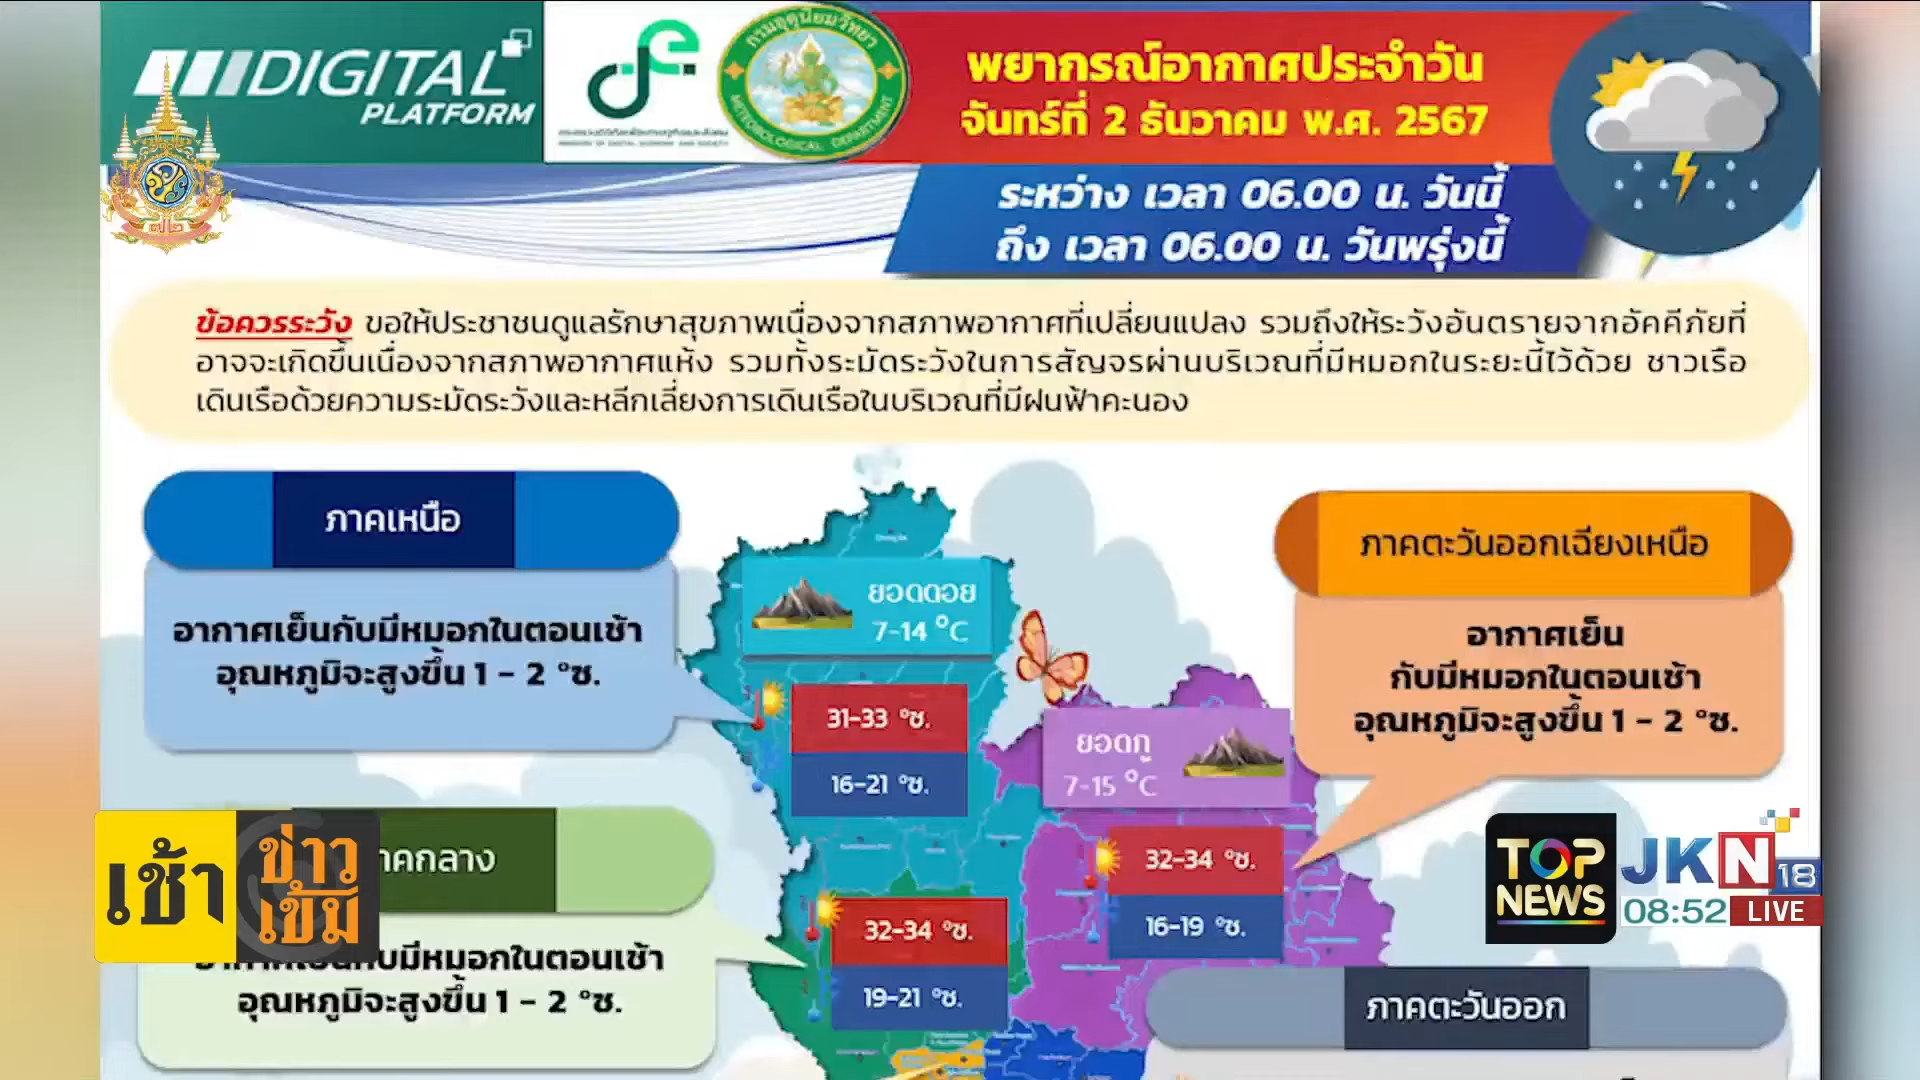 DIGITAL
PLATFORM
กรมอุตุนิยมวิทยา
METEOROLOGICAL DEPARTMENT
พยากรณ์อากาศประจำวัน
จันทร์ที่ 2 ธันวาคม พ.ศ. 2567
ระหว่าง เวลา 06.00 น. วันนี้
ถึง เวลา 06.00 น. วันพรุ่งนี้
ข้อควรระวัง ขอให้ประชาชนดูแลรักษาสุขภาพเนื่องจากสภาพอากาศที่เปลี่ยนแปลง รวมถึงให้ระวังอันตรายจากอัคคีภัยที่
อาจจะเกิดขึ้นเนื่องจากสภาพอากาศแห้ง รวมทั้งระมัดระวังในการสัญจรผ่านบริเวณที่มีหมอกในระยะนี้ไว้ด้วย ชาวเรือ
เดินเรือด้วยความระมัดระวังและหลีกเลี่ยงการเดินเรือในบริเวณที่มีฝนฟ้าคะนอง
ภาคเหนือ
อากาศเย็นกับมีหมอกในตอนเช้า
อุณหภูมิจะสูงขึ้น 1 - 2 °ซ.
ยอดดอย
7-14 °C
31-33 °ซ.
16-21 °ซ.
ภาคตะวันออกเฉียงเหนือ
อากาศเย็น
กับมีหมอกในตอนเช้า
อุณหภูมิจะสูงขึ้น 1 - 2 °ซ.
ยอดภู
7-15 °C
32-34 °ซ.
16-19 °ซ.
าคกลาง
กับมีหมอกในตอนเช้า
อุณหภูมิจะสูงขึ้น 1 - 2 °ซ.
32-34 °ซ.
19-21 °ซ.
ภาคตะวันออก
เช้า
ข่าว
เข้ม
TOP
NEWS
JKN
18
08:52
LIVE